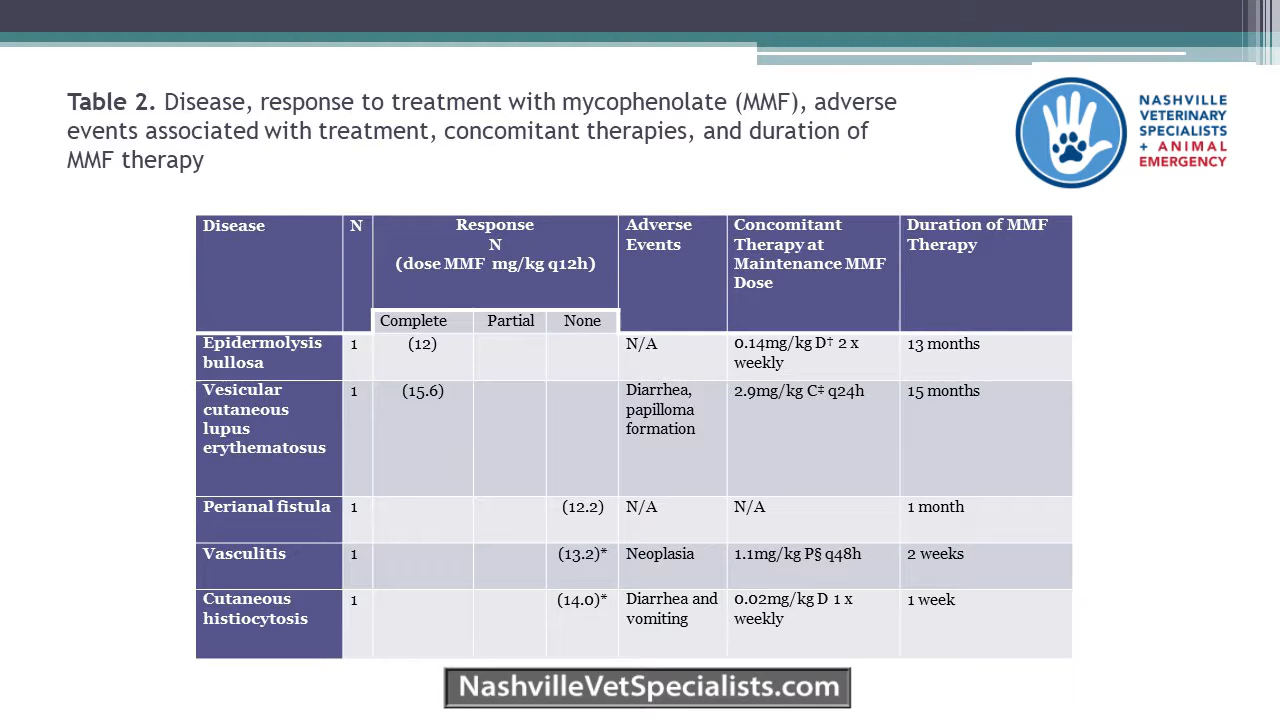 Table 2. Disease, response to treatment with mycophenolate (MMF), adverse
events associated with treatment, concomitant therapies, and duration of
MMF therapy
NASHVILLE
VETERINARY
SPECIALISTS
+ ANIMAL
EMERGENCY
Disease
N
Response
N
(dose MMF mg/kg q12h)
Adverse
Events
Concomitant
Therapy at
Maintenance MMF
Dose
Duration of MMF
Therapy
Complete
Partial
None
Epidermolysis
bullosa
1
(12)
N/A
0.14mg/kg D† 2 x
weekly
13 months
Vesicular
cutaneous
lupus
erythematosus
1
(15.6)
Diarrhea,
papilloma
formation
2.9mg/kg C‡ q24h
15 months
Perianal fistula
1
(12.2)
N/A
N/A
1 month
Vasculitis
1
(13.2)*
Neoplasia
1.1mg/kg P§ q48h
2 weeks
Cutaneous
histiocytosis
1
(14.0)*
Diarrhea and
vomiting
0.02mg/kg D 1 x
weekly
1 week
NashvilleVetSpecialists.com